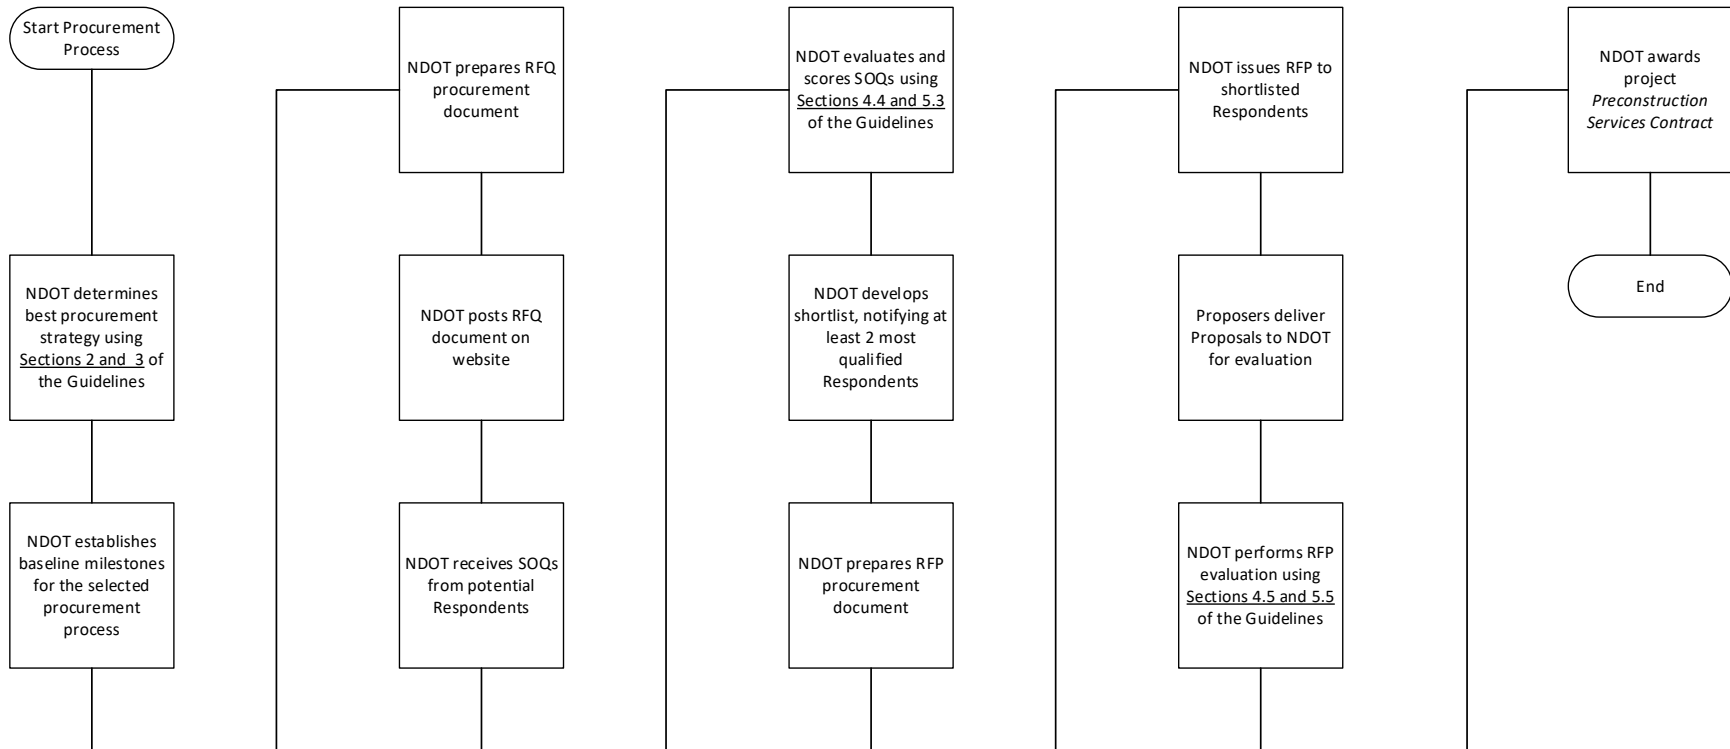 Start Procurement
Process
NDOT determines
best procurement
strategy using
Sections 2 and  3 of
the Guidelines
NDOT establishes
baseline milestones
for the selected
procurement
process
NDOT prepares RFQ
procurement
document
NDOT posts RFQ
document on
website
NDOT receives SOQs
from potential
Respondents
NDOT evaluates and
scores SOQs using
Sections 4.4 and 5.3
of the Guidelines
NDOT develops
shortlist, notifying at
least 2 most
qualified
Respondents
NDOT prepares RFP
procurement
document
NDOT issues RFP to
shortlisted
Respondents
Proposers deliver
Proposals to NDOT
for evaluation
NDOT performs RFP
evaluation using
Sections 4.5 and 5.5
of the Guidelines
NDOT awards
project
Preconstruction
Services Contract
End